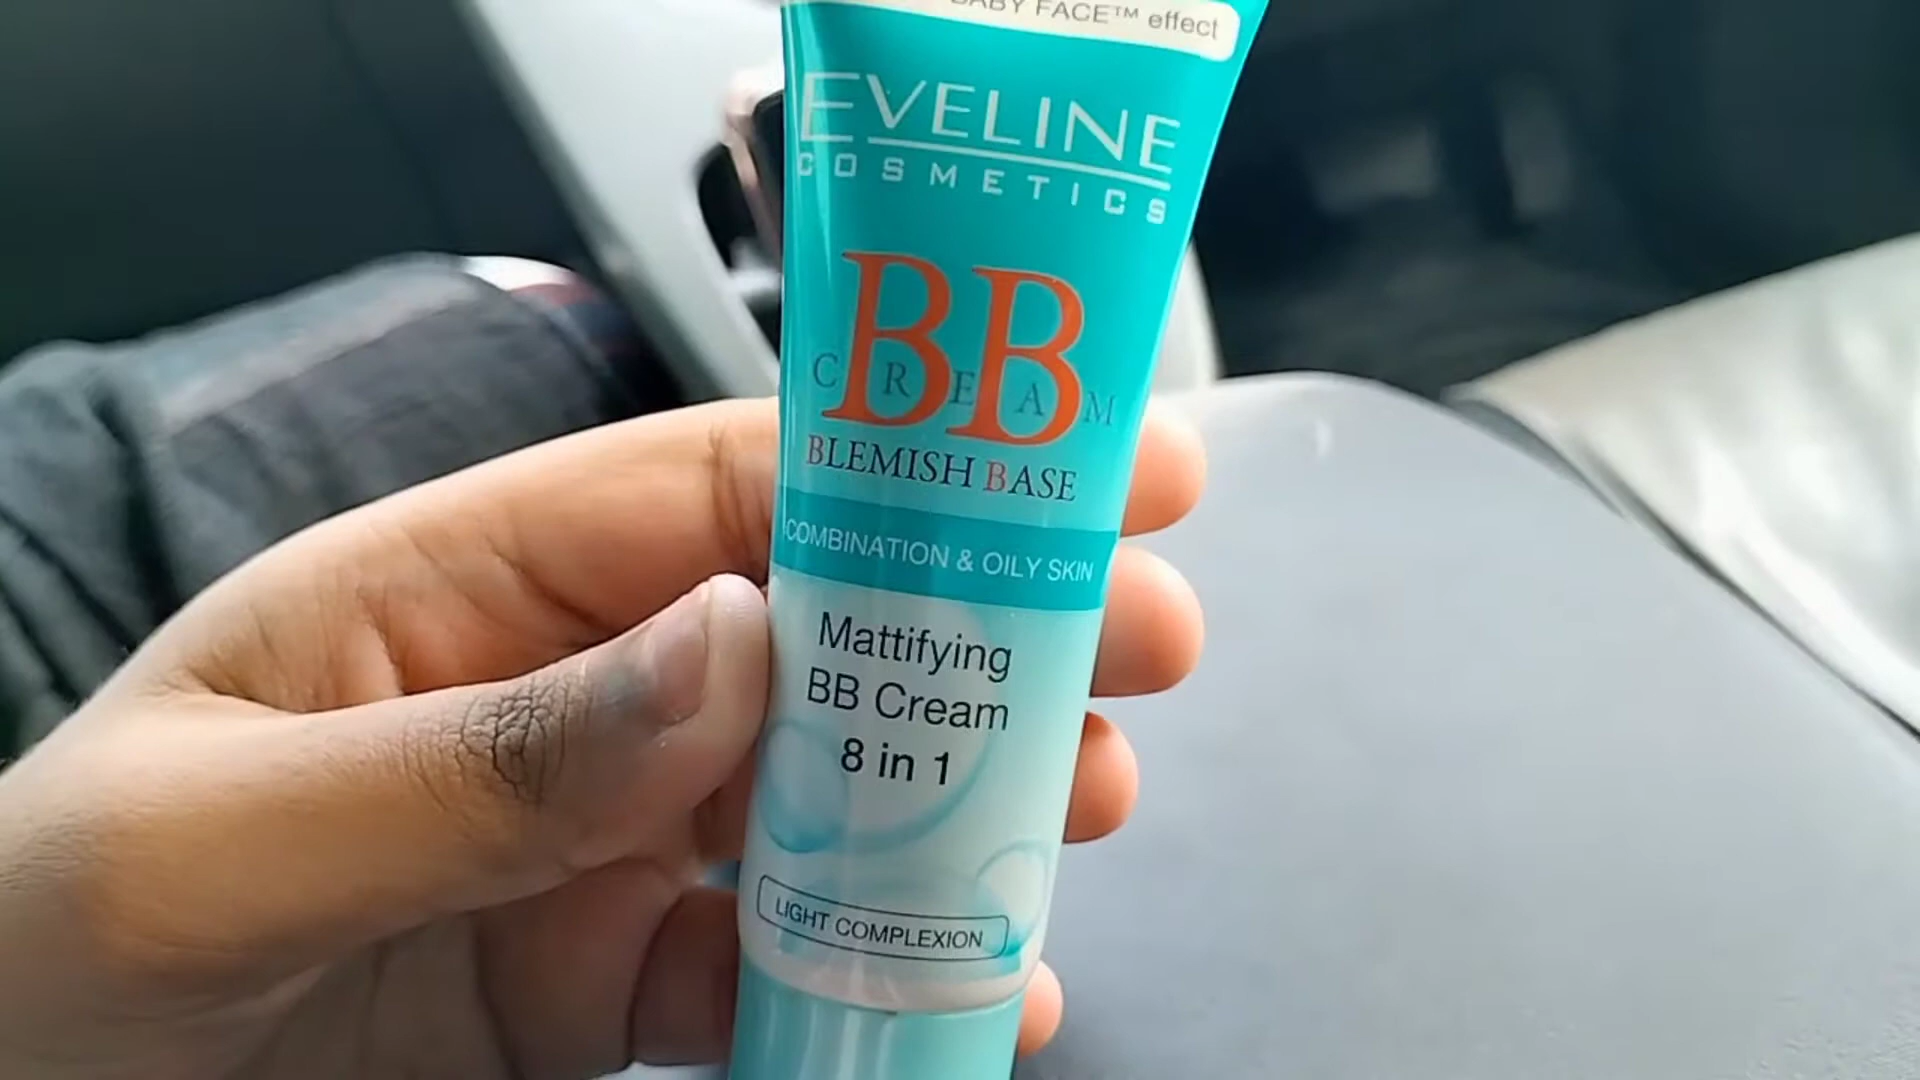 BABY FACE™ effect
EVELINE
COSMETICS
BB
CREAM
BLEMISH BASE
COMBINATION & OILY SKIN
Mattifying
BB Cream
8 in 1
LIGHT COMPLEXION